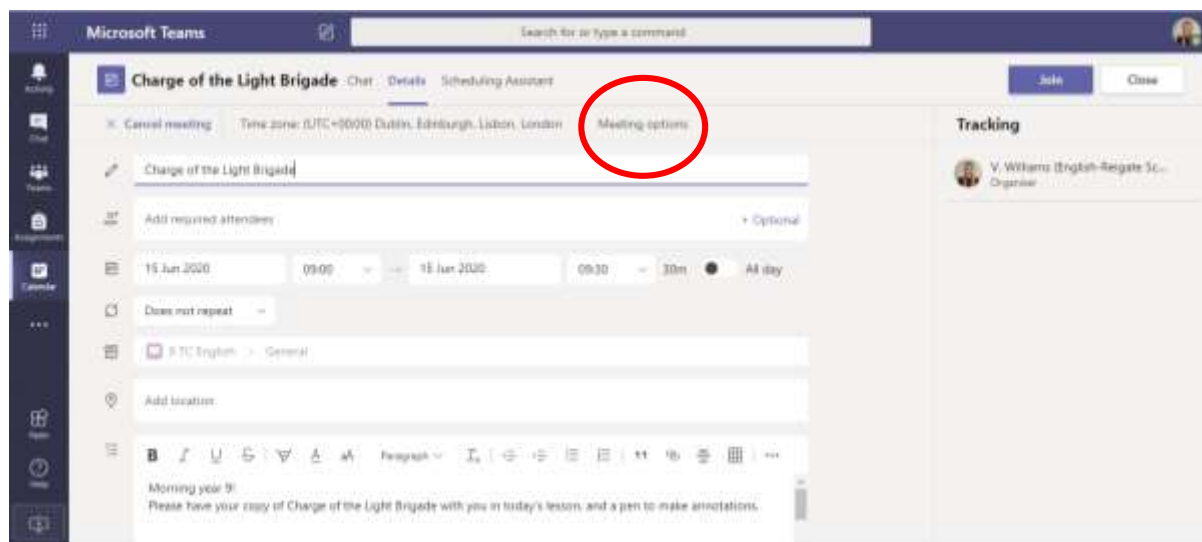 Microsoft Teams
Search for or type a command
Activity
Charge of the Light Brigade Chat Details Scheduling Assistant
Join Close
Chat
× Cancel meeting Time zone: (UTC+00:00) Dublin, Edinburgh, Lisbon, London Meeting options
Tracking
Teams
Charge of the Light Brigade
V. Williams (English-Reigate Sc...
Organiser
Assignments
Add required attendees + Optional
Calendar
15 Jun 2020 09:00 → 15 Jun 2020 09:30 30m All day
Does not repeat
9 TC English > General
Add location
Apps
B I U S A Paragraph
Help
Morning year 9!
Please have your copy of Charge of the Light Brigade with you in today's lesson, and a pen to make annotations.